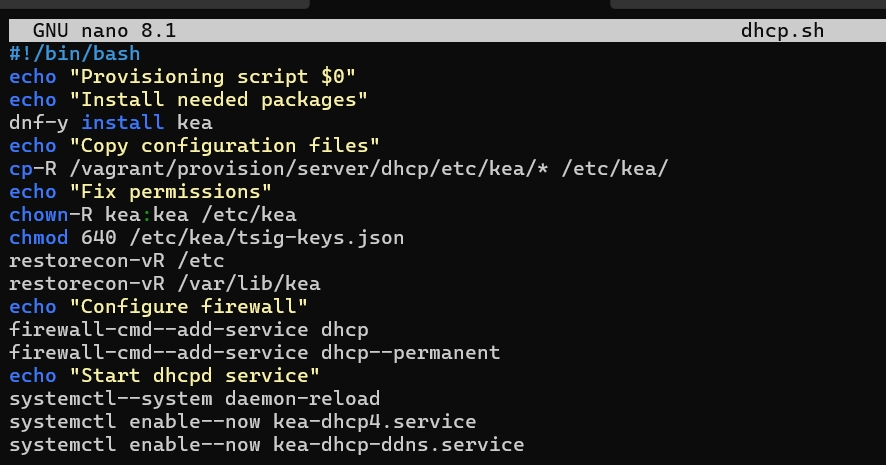 GNU nano 8.1 dhcp.sh
#!/bin/bash
echo "Provisioning script $0"
echo "Install needed packages"
dnf-y install kea
echo "Copy configuration files"
cp-R /vagrant/provision/server/dhcp/etc/kea/* /etc/kea/
echo "Fix permissions"
chown-R kea:kea /etc/kea
chmod 640 /etc/kea/tsig-keys.json
restorecon-vR /etc
restorecon-vR /var/lib/kea
echo "Configure firewall"
firewall-cmd--add-service dhcp
firewall-cmd--add-service dhcp--permanent
echo "Start dhcpd service"
systemctl--system daemon-reload
systemctl enable--now kea-dhcp4.service
systemctl enable--now kea-dhcp-ddns.service